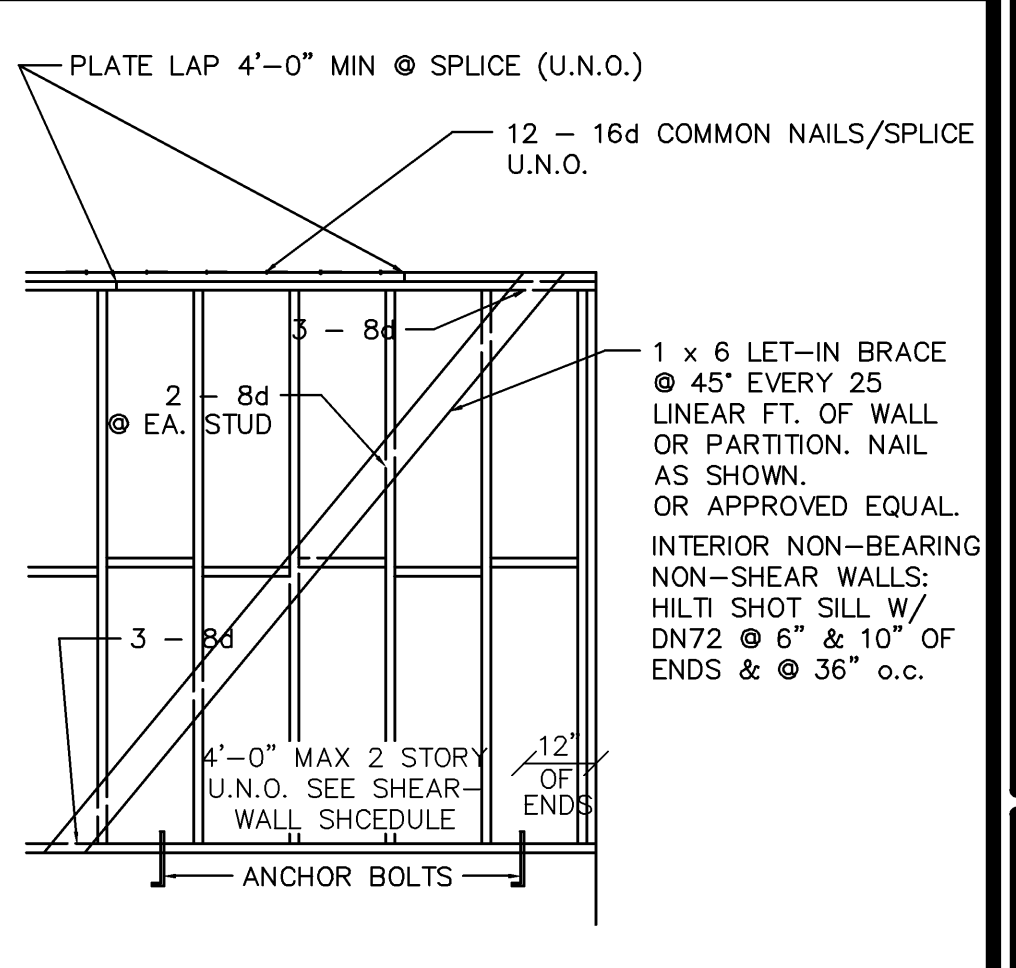 PLATE LAP 4'-0" MIN @ SPLICE (U.N.O.)
12 - 16d COMMON NAILS/SPLICE
U.N.O.
3 - 8d
2 - 8d
@ EA. STUD
1 x 6 LET-IN BRACE
@ 45° EVERY 25
LINEAR FT. OF WALL
OR PARTITION. NAIL
AS SHOWN.
OR APPROVED EQUAL.
INTERIOR NON-BEARING
NON-SHEAR WALLS:
HILTI SHOT SILL W/
DN72 @ 6" & 10" OF
ENDS & @ 36" o.c.
3 - 8d
4'-0" MAX 2 STORY
U.N.O. SEE SHEAR-
WALL SHCEDULE
12"
OF
ENDS
ANCHOR BOLTS